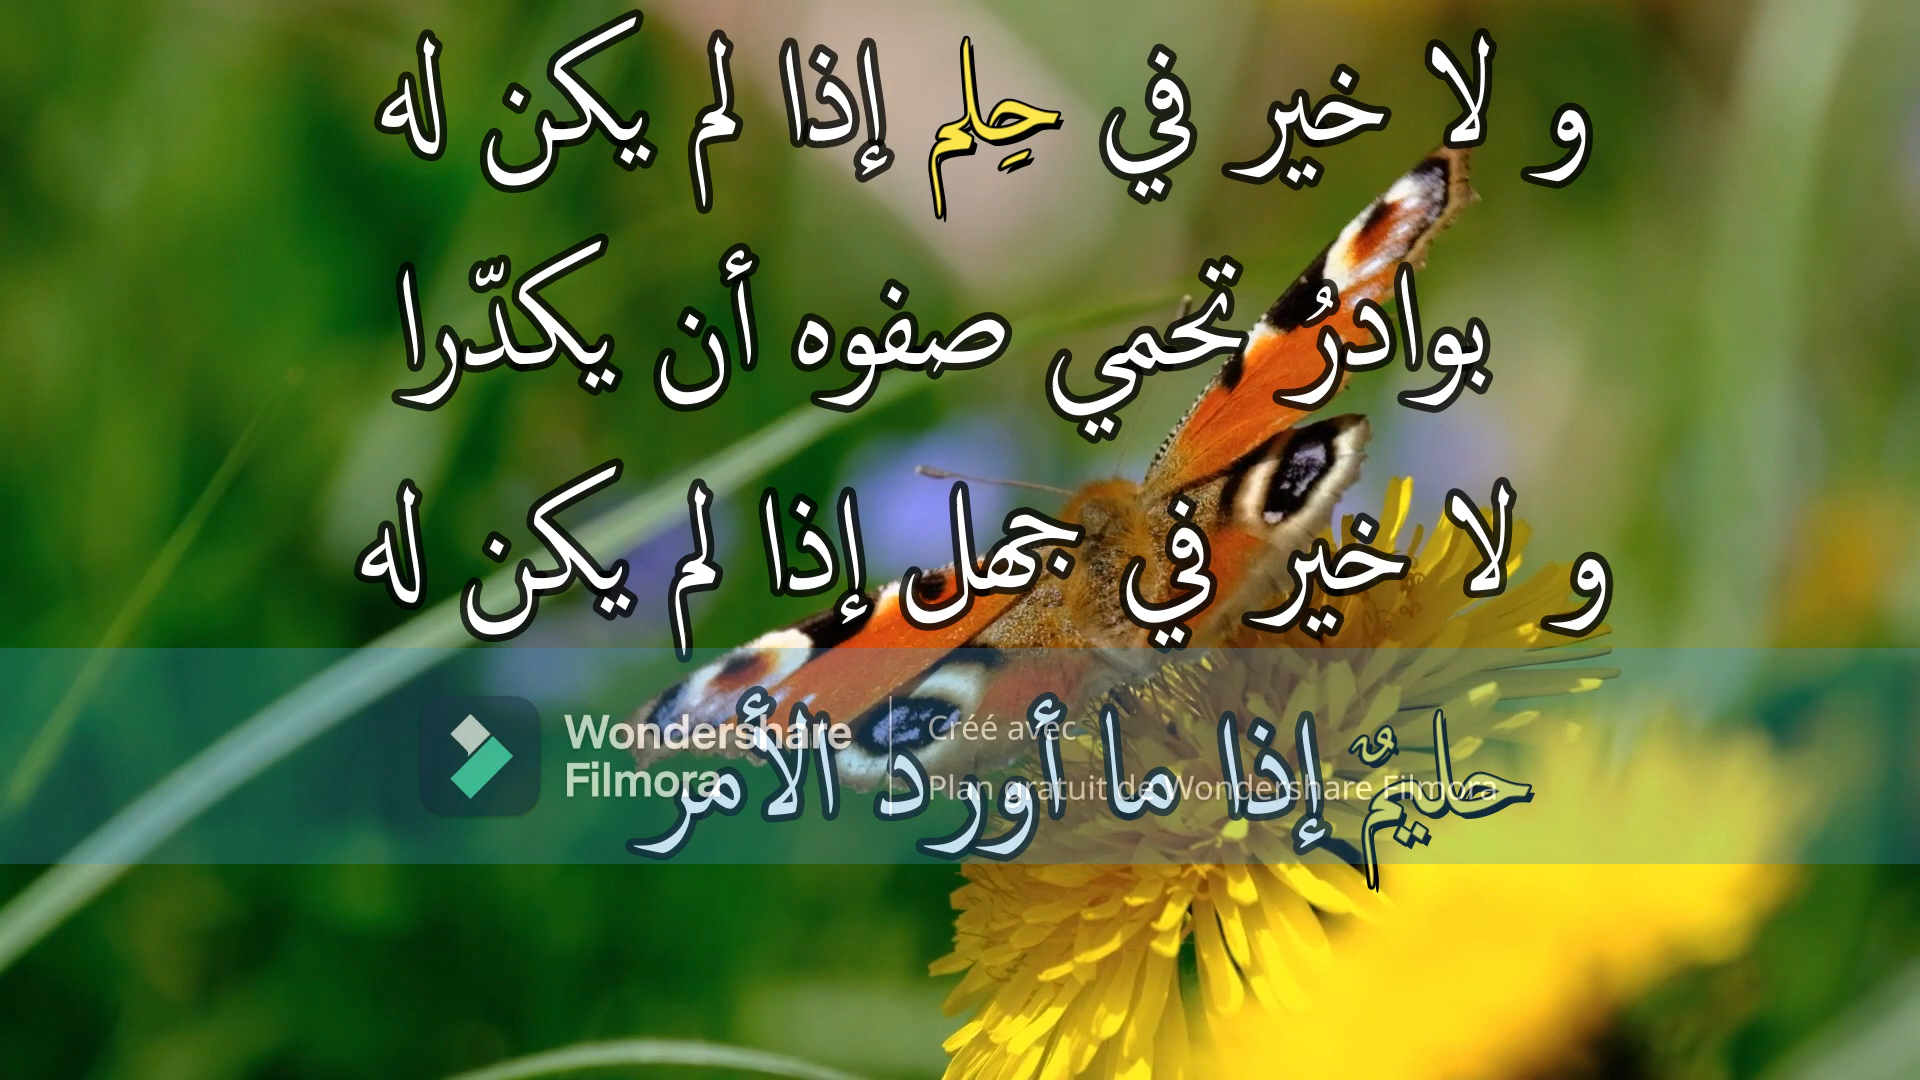 و لا خير في حِلم إذا لم يكن له
بوادرُ تحمي صفوه أن يكدّرا
و لا خير في جهل إذا لم يكن له
حليمٌ إذا ما أورد الأمر
Wondershare
Filmora
Créé avec
Plan gratuit de Wondershare Filmora